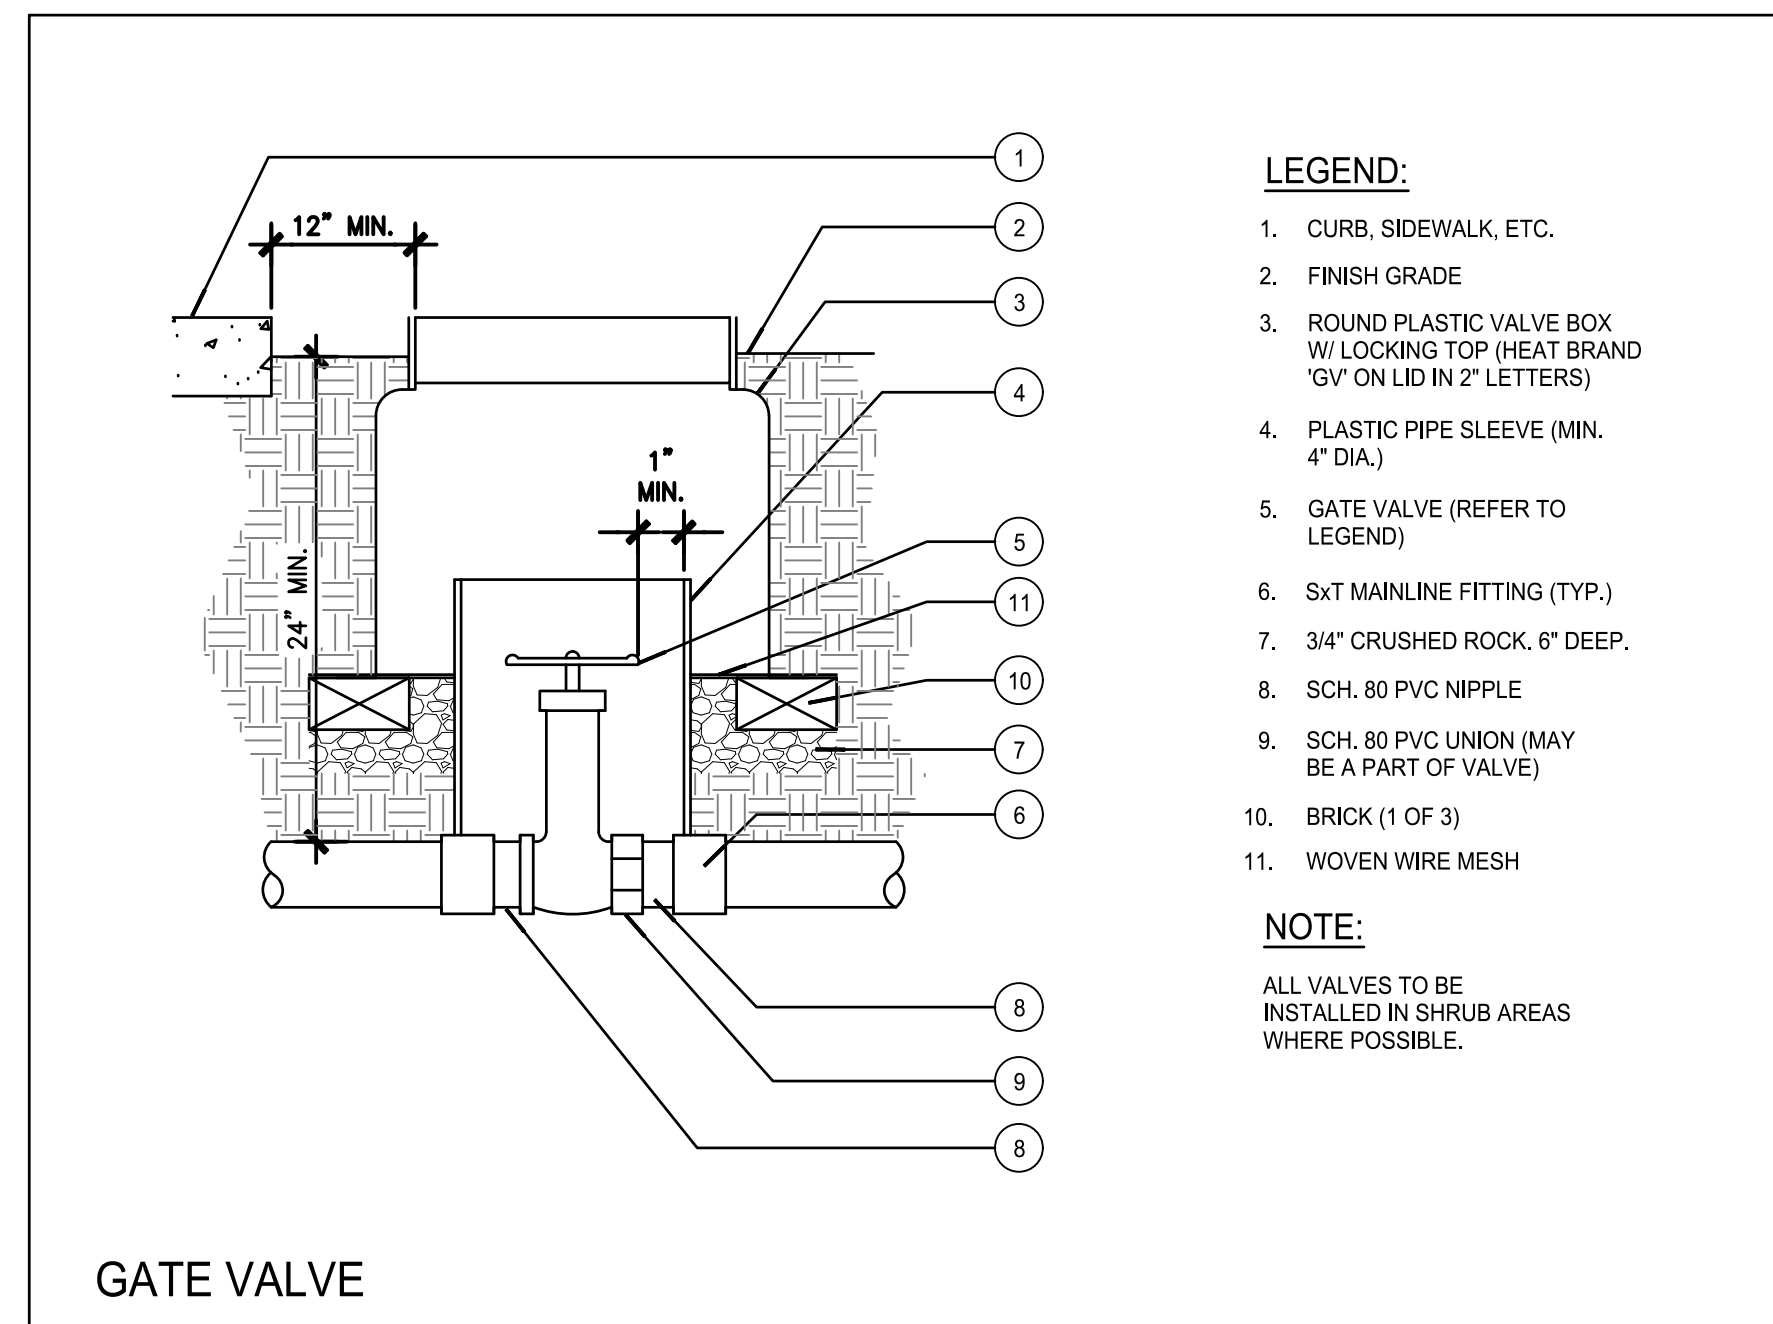 1
12” MIN.
2
3
4
1”
MIN.
5
24” MIN.
11
10
7
6
8
9
8
GATE VALVE
LEGEND:
1. CURB, SIDEWALK, ETC.
2. FINISH GRADE
3. ROUND PLASTIC VALVE BOX
W/ LOCKING TOP (HEAT BRAND
'GV' ON LID IN 2" LETTERS)
4. PLASTIC PIPE SLEEVE (MIN.
4" DIA.)
5. GATE VALVE (REFER TO
LEGEND)
6. SxT MAINLINE FITTING (TYP.)
7. 3/4" CRUSHED ROCK. 6" DEEP.
8. SCH. 80 PVC NIPPLE
9. SCH. 80 PVC UNION (MAY
BE A PART OF VALVE)
10. BRICK (1 OF 3)
11. WOVEN WIRE MESH
NOTE:
ALL VALVES TO BE
INSTALLED IN SHRUB AREAS
WHERE POSSIBLE.